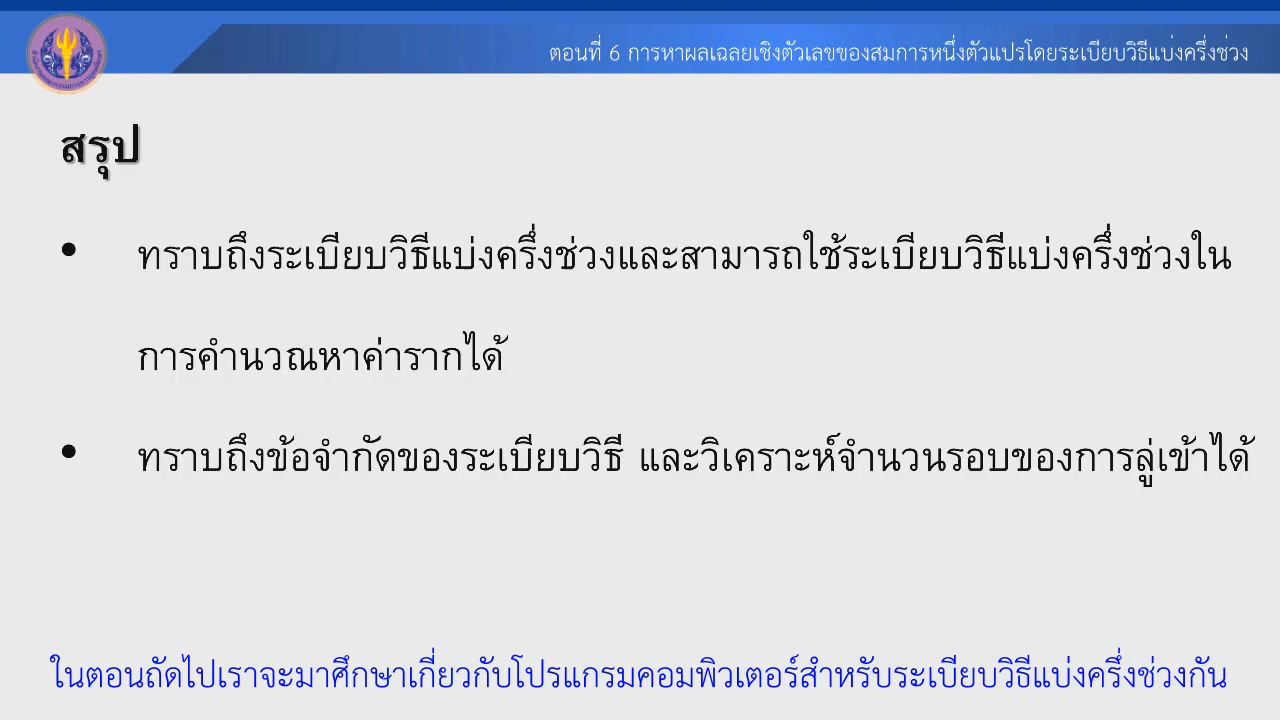 ตอนที่ 6 การหาผลเฉลยเชิงตัวเลขของสมการหนึ่งตัวแปรโดยระเบียบวิธีแบ่งครึ่งช่วง
สรุป
• ทราบถึงระเบียบวิธีแบ่งครึ่งช่วงและสามารถใช้ระเบียบวิธีแบ่งครึ่งช่วงใน
การคำนวณหาค่ารากได้
• ทราบถึงข้อจำกัดของระเบียบวิธี และวิเคราะห์จำนวนรอบของการลู่เข้าได้
ในตอนถัดไปเราจะมาศึกษาเกี่ยวกับโปรแกรมคอมพิวเตอร์สำหรับระเบียบวิธีแบ่งครึ่งช่วงกัน